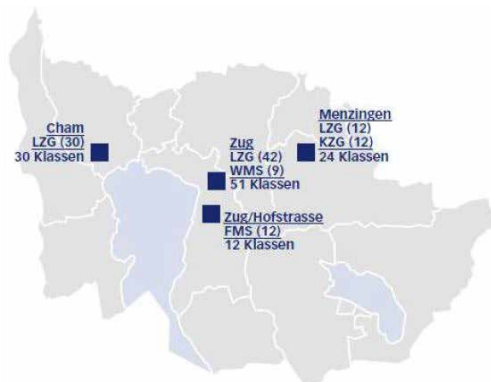 Cham
LZG (30)
30 Klassen
Zug
LZG (42)
WMS (9)
51 Klassen
Menzingen
LZG (12)
KZG (12)
24 Klassen
Zug/Hofstrasse
FMS (12)
12 Klassen